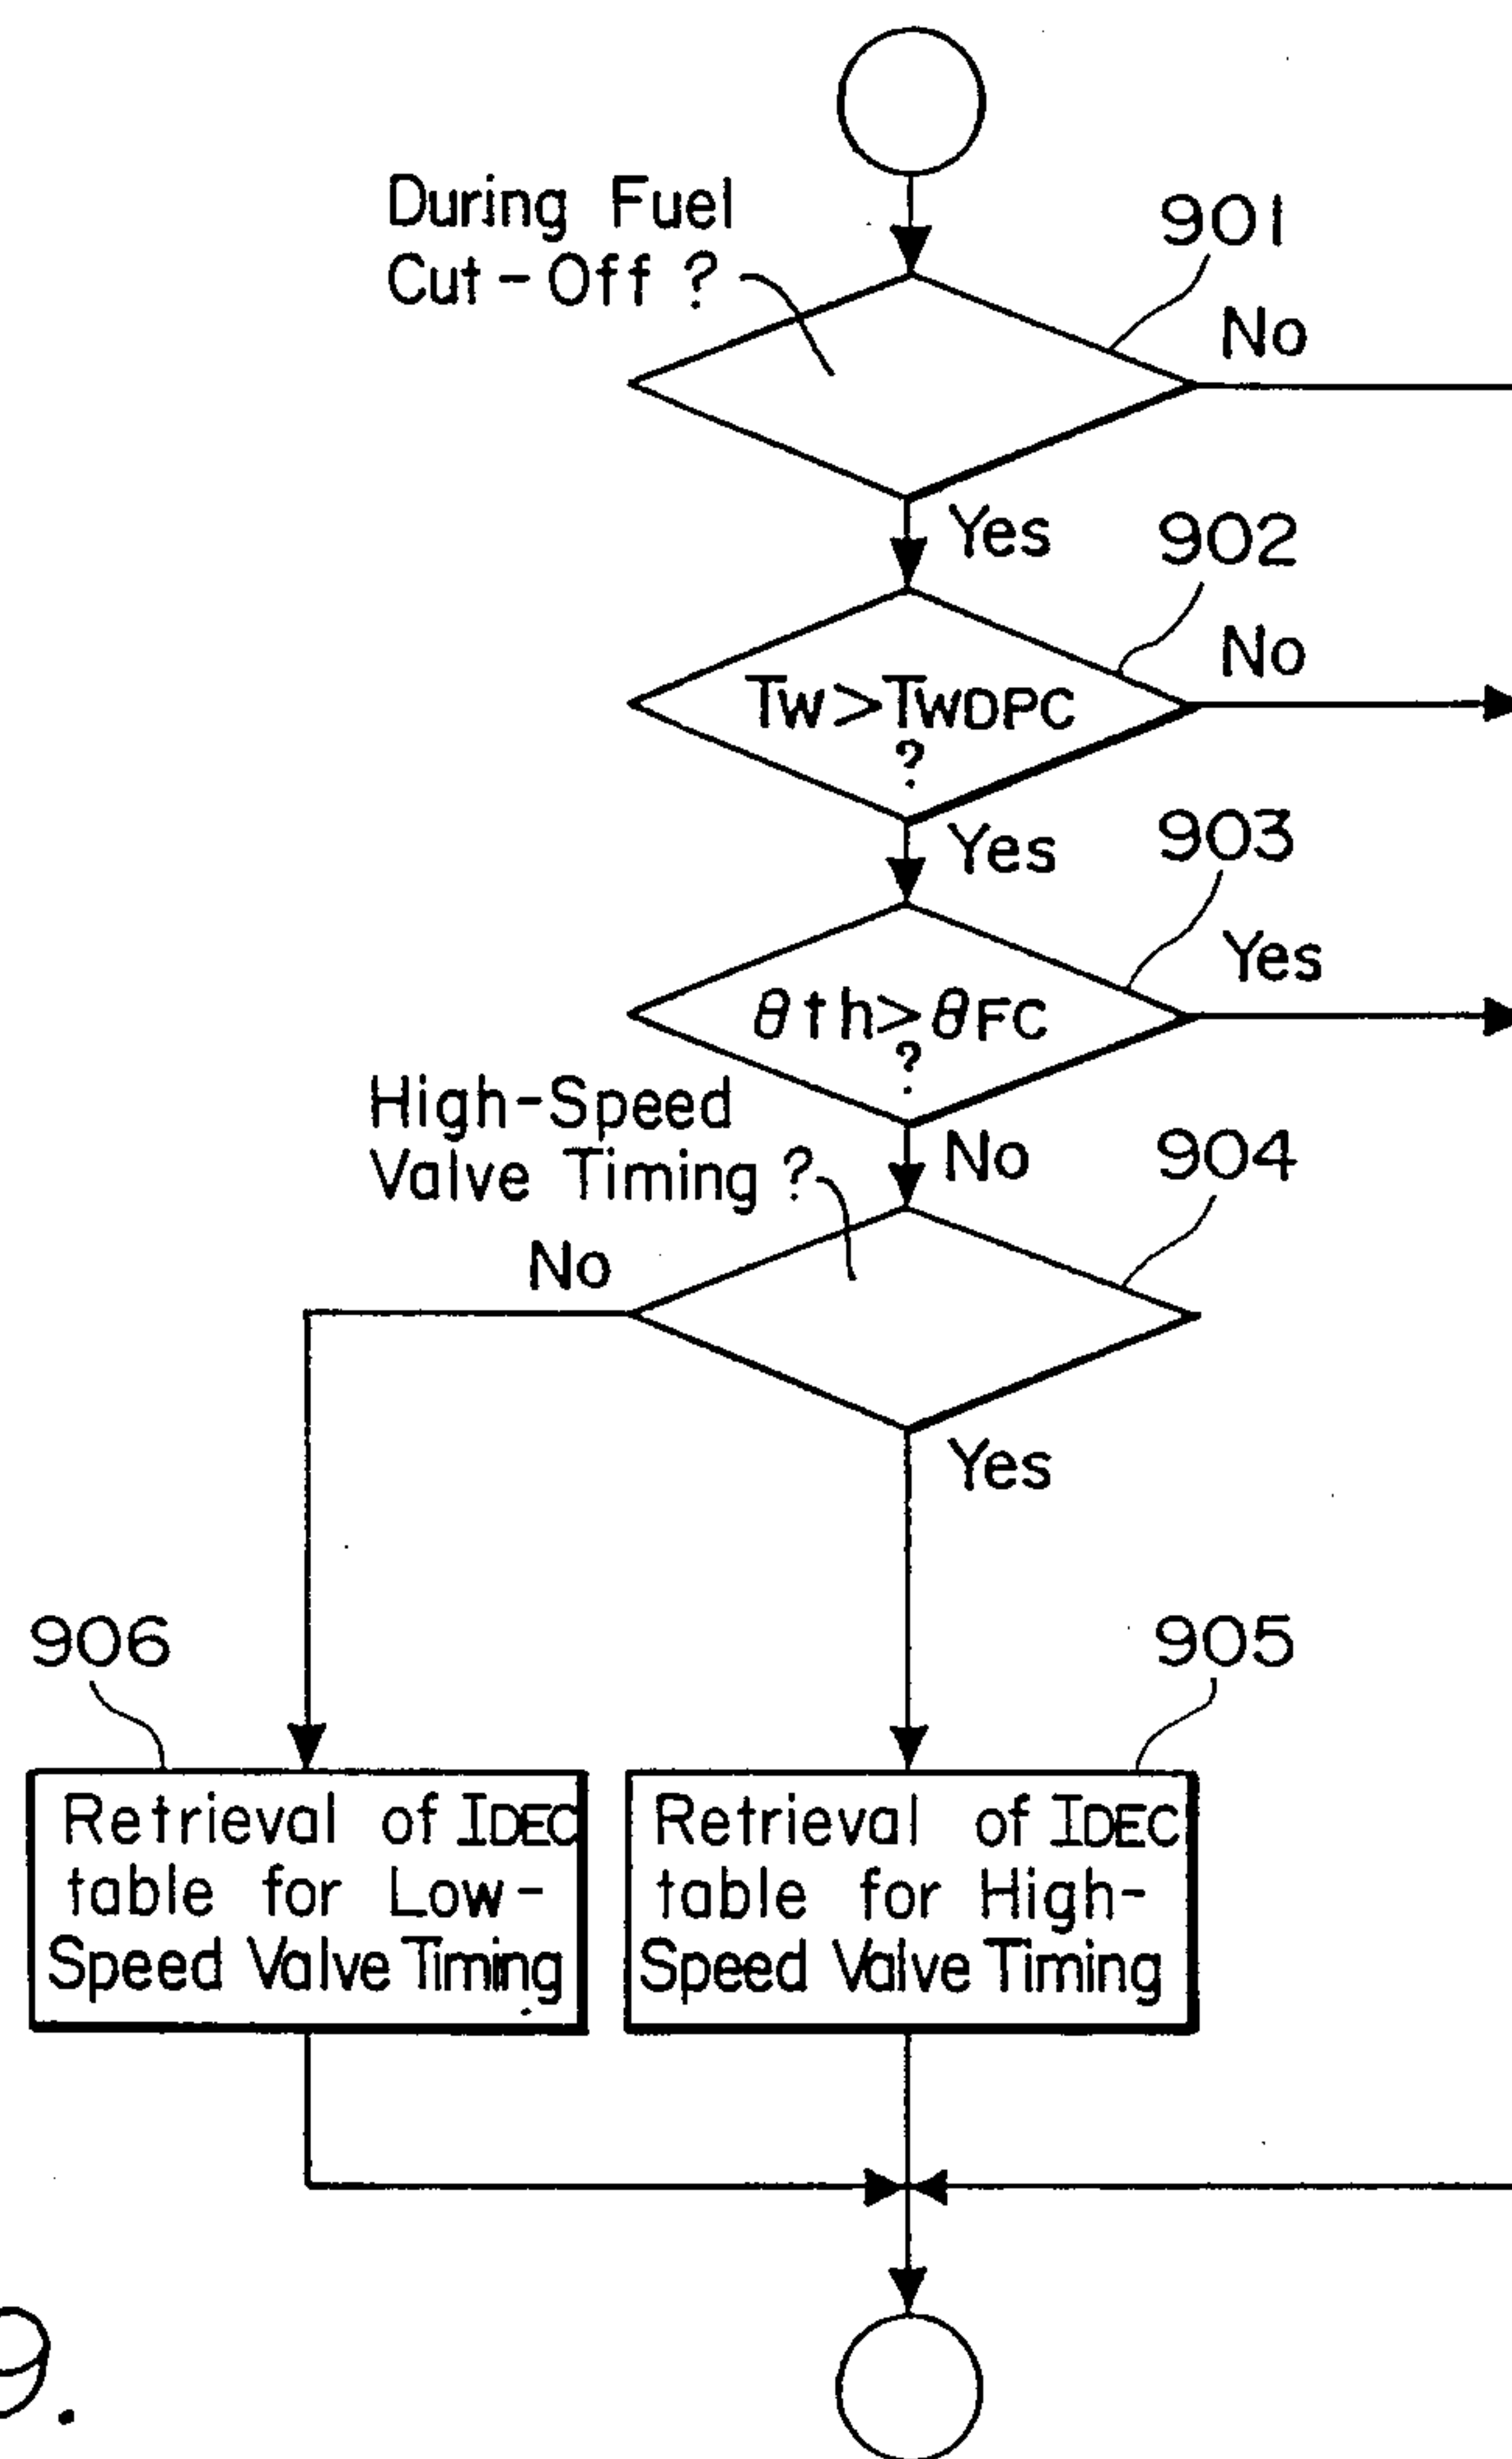 During Fuel
Cut-Off ?
901
No
Yes
902
No
Tw>TWDPC
?
Yes
903
Yes
θth>θFC
?
High-Speed
Valve Timing ?
No
904
No
Yes
906
905
Retrieval of IDEC
table for Low-
Speed Valve Timing
Retrieval of IDEC
table for High-
Speed Valve Timing
9.